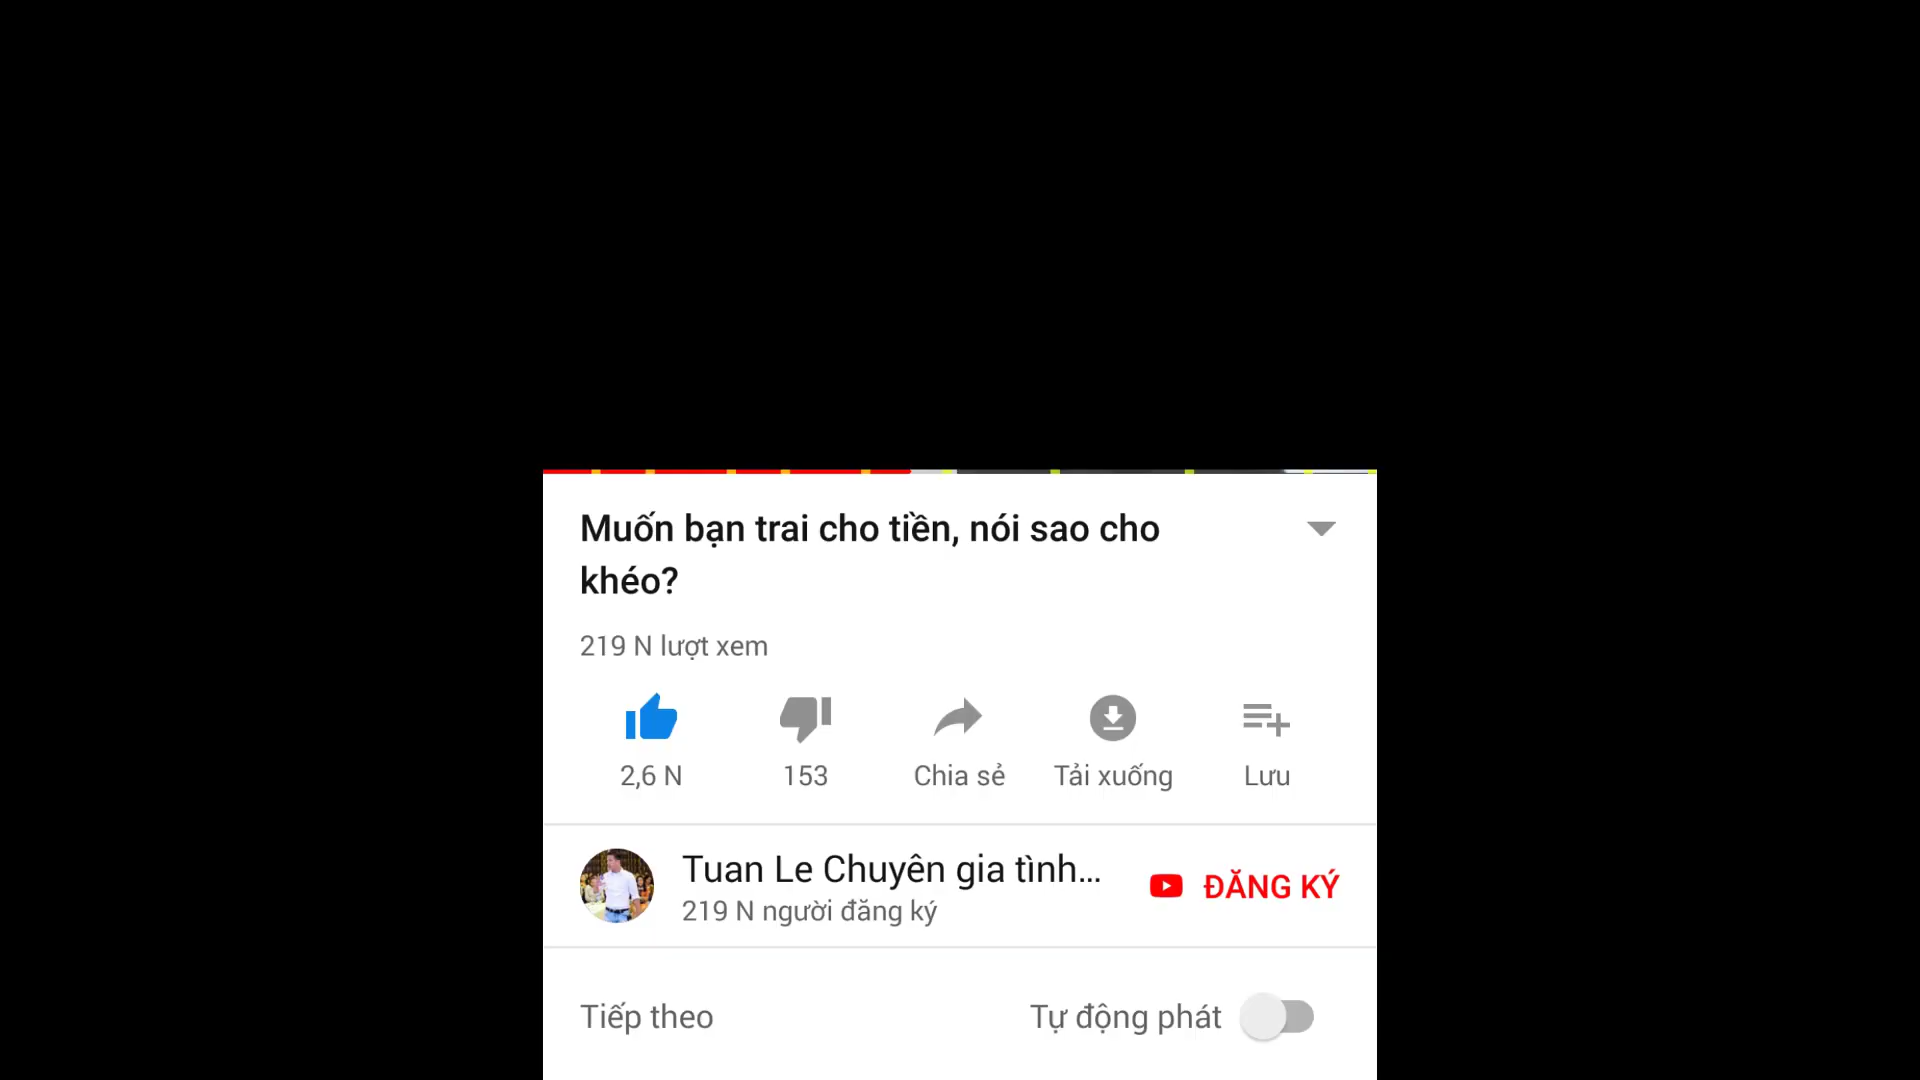 Muốn bạn trai cho tiền, nói sao cho
khéo?
219 N lượt xem
2,6 N
153
Chia sẻ
Tải xuống
Lưu
Tuan Le Chuyên gia tình...
ĐĂNG KÝ
219 N người đăng ký
Tiếp theo
Tự động phát